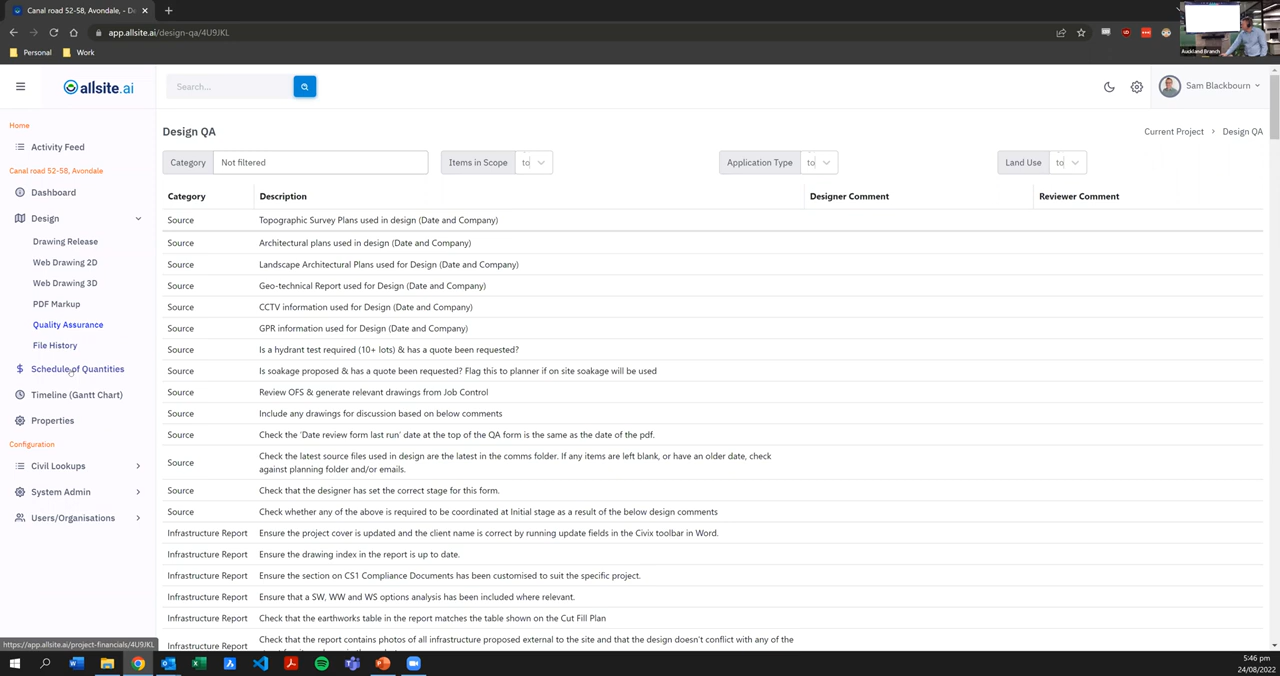 Canal road 52-58, Avondale, - De
app.allsite.ai/design-qa/4U9JKL
Personal
Work
Auckland Branch
allsite.ai
Search...
Sam Blackbourn
Home
Activity Feed
Canal road 52-58, Avondale
Dashboard
Design
Drawing Release
Web Drawing 2D
Web Drawing 3D
PDF Markup
Quality Assurance
File History
Schedule of Quantities
Timeline (Gantt Chart)
Properties
Configuration
Civil Lookups
System Admin
Users/Organisations
https://app.allsite.ai/project-financials/4U9JKL
Design QA
Current Project > Design QA
Category Not filtered Items in Scope to Application Type to Land Use to
Category Description Designer Comment Reviewer Comment
Source Topographic Survey Plans used in design (Date and Company)
Source Architectural plans used in design (Date and Company)
Source Landscape Architectural Plans used for Design (Date and Company)
Source Geo-technical Report used for Design (Date and Company)
Source CCTV information used for Design (Date and Company)
Source GPR information used for Design (Date and Company)
Source Is a hydrant test required (10+ lots) & has a quote been requested?
Source Is soakage proposed & has a quote been requested? Flag this to planner if on site soakage will be used
Source Review OFS & generate relevant drawings from Job Control
Source Include any drawings for discussion based on below comments
Source Check the 'Date review form last run' date at the top of the QA form is the same as the date of the pdf.
Source Check the latest source files used in design are the latest in the comms folder. If any items are left blank, or have an older date, check
against planning folder and/or emails.
Source Check that the designer has set the correct stage for this form.
Source Check whether any of the above is required to be coordinated at Initial stage as a result of the below design comments
Infrastructure Report Ensure the project cover is updated and the client name is correct by running update fields in the Civix toolbar in Word.
Infrastructure Report Ensure the drawing index in the report is up to date.
Infrastructure Report Ensure the section on CS1 Compliance Documents has been customised to suit the specific project.
Infrastructure Report Ensure that a SW, WW and WS options analysis has been included where relevant.
Infrastructure Report Check that the earthworks table in the report matches the table shown on the Cut Fill Plan
Infrastructure Report Check that the report contains photos of all infrastructure proposed external to the site and that the design doesn't conflict with any of the
5:46 pm
24/08/2022